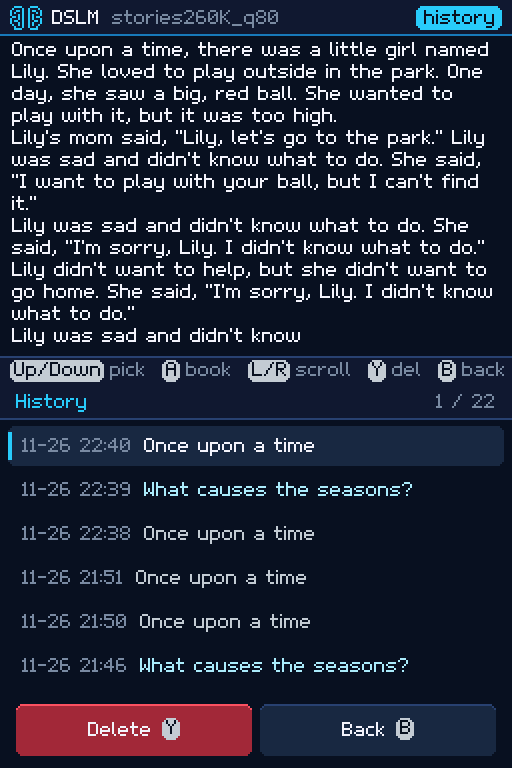 DSLM stories260K_q80 history
Once upon a time, there was a little girl named
Lily. She loved to play outside in the park. One
day, she saw a big, red ball. She wanted to
play with it, but it was too high.
Lily's mom said, "Lily, let's go to the park." Lily
was sad and didn't know what to do. She said,
"I want to play with your ball, but I can't find
it."
Lily was sad and didn't know what to do. She
said, "I'm sorry, Lily. I didn't know what to do."
Lily didn't want to help, but she didn't want to
go home. She said, "I'm sorry, Lily. I didn't know
what to do."
Lily was sad and didn't know
Up/Down pick A book L/R scroll Y del B back
History 1 / 22
11-26 22:40 Once upon a time
11-26 22:39 What causes the seasons?
11-26 22:38 Once upon a time
11-26 21:51 Once upon a time
11-26 21:50 Once upon a time
11-26 21:46 What causes the seasons?
Delete Y Back B